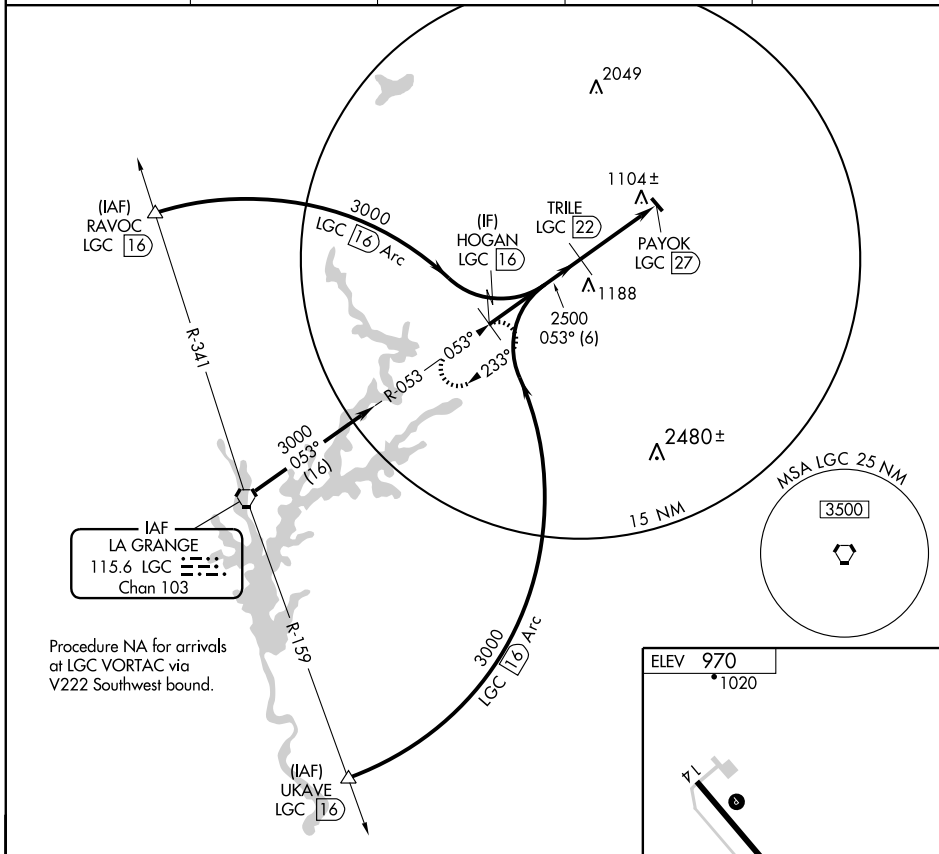 2049
1104±
(IAF)
RAVOC
LGC 16
3000
LGC 16 Arc
(IF)
HOGAN
LGC 16
TRILE
LGC 22
PAYOK
LGC 27
1188
2500
053° (6)
R-341
R-053
053°
233°
3000
053°
(16)
2480±
15 NM
MSA LGC 25 NM
3500
IAF
LA GRANGE
115.6 LGC
Chan 103
R-159
3000
LGC 16 Arc
Procedure NA for arrivals
at LGC VORTAC via
V222 Southwest bound.
(IAF)
UKAVE
LGC 16
ELEV 970
1020
14
P